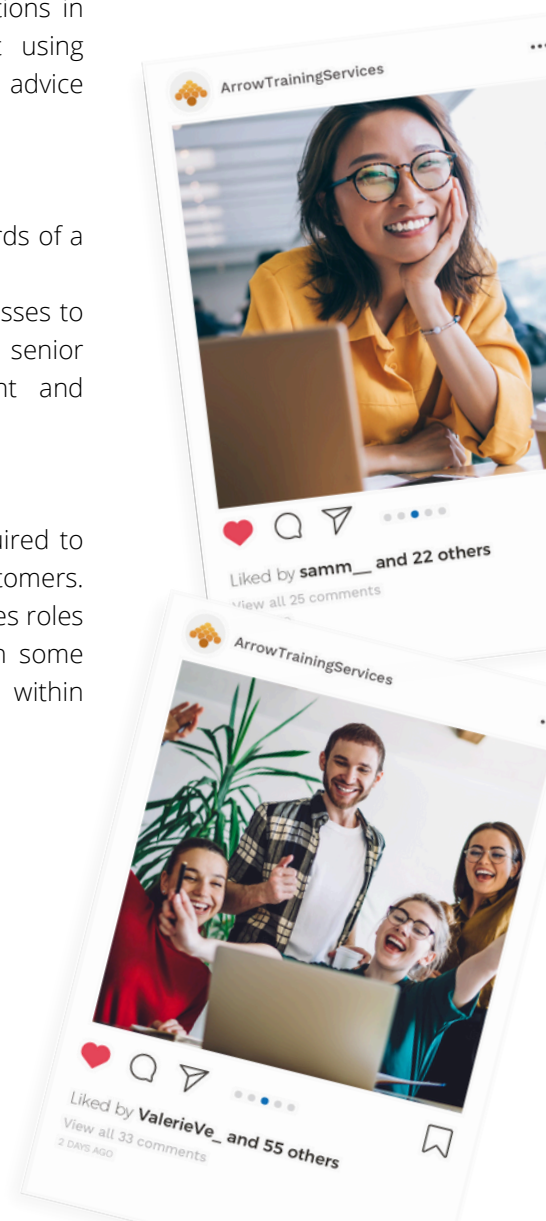 tions in
using
advice
rds of a
sses to
senior
nt and
uired to
tomers.
es roles
n some
within
ArrowTrainingServices
Liked by samm__ and 22 others
View all 25 comments
ArrowTrainingServices
Liked by ValerieVe_ and 55 others
View all 33 comments
2 DAYS AGO